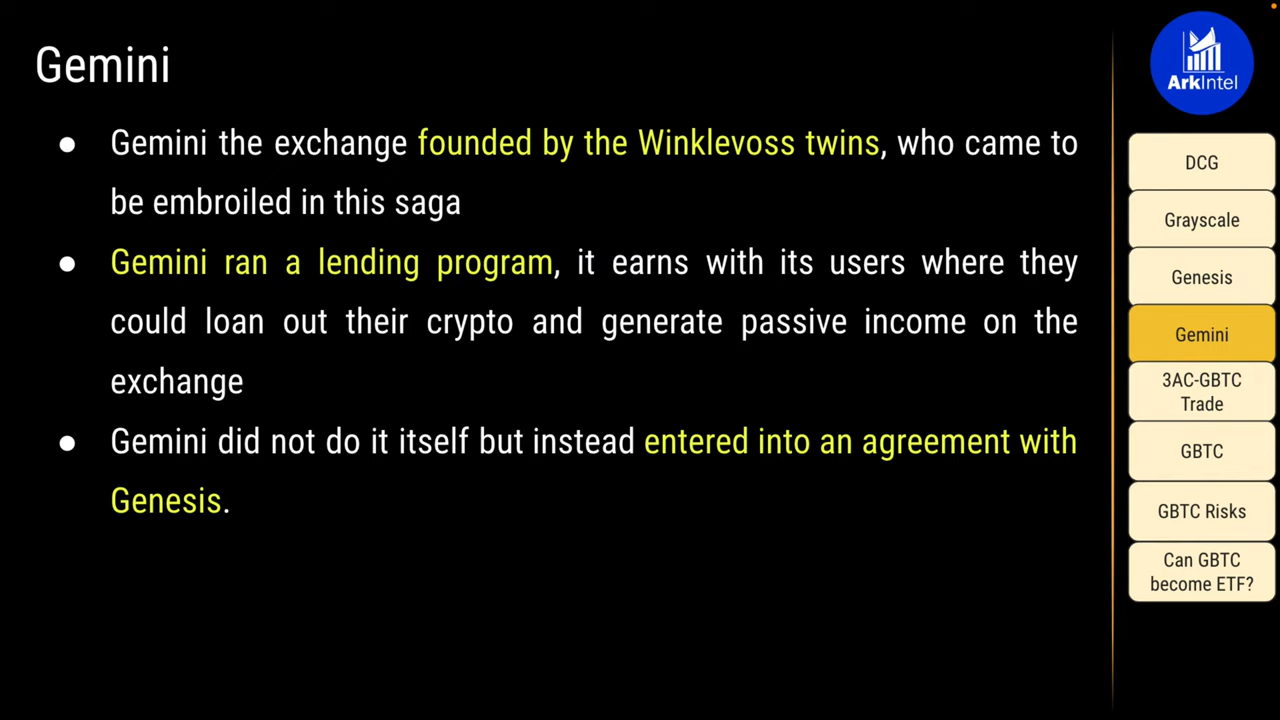 Gemini
● Gemini the exchange founded by the Winklevoss twins, who came to
be embroiled in this saga
● Gemini ran a lending program, it earns with its users where they
could loan out their crypto and generate passive income on the
exchange
● Gemini did not do it itself but instead entered into an agreement with
Genesis.
ArkIntel
DCG
Grayscale
Genesis
Gemini
3AC-GBTC
Trade
GBTC
GBTC Risks
Can GBTC
become ETF?